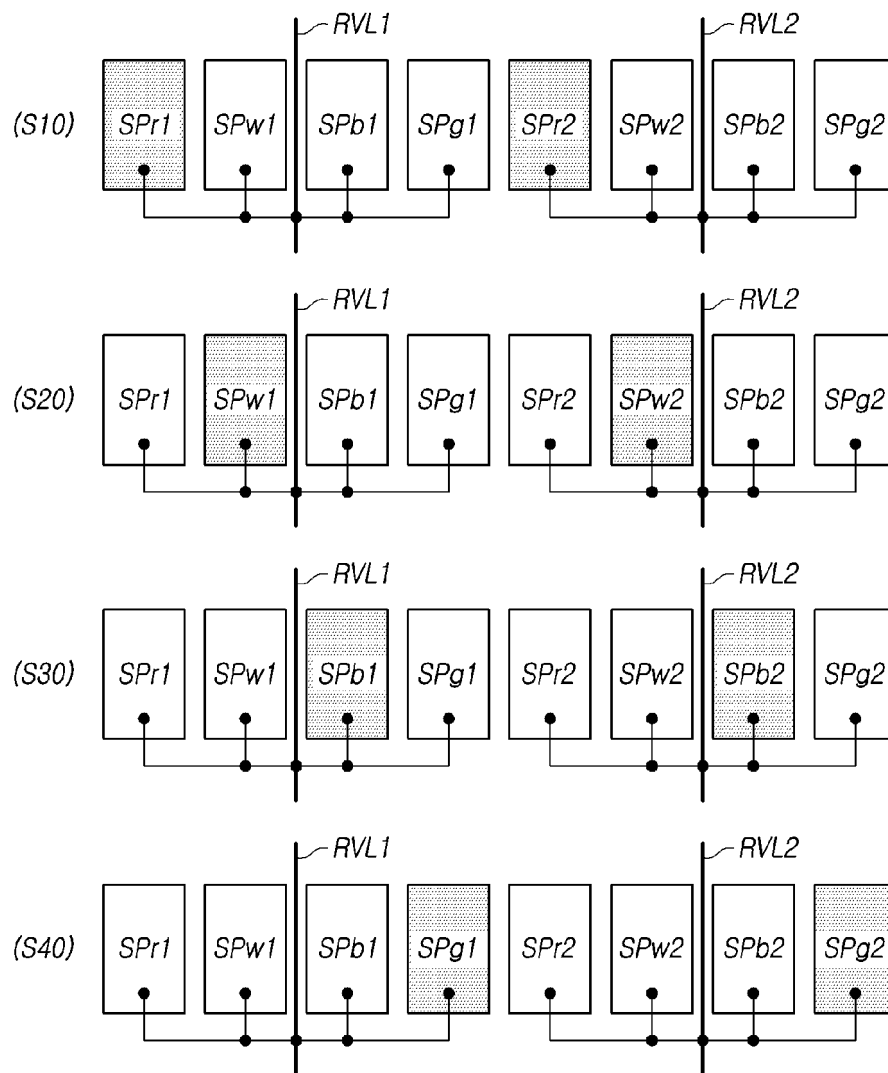 RVL1 RVL2
(S10) SPr1 SPw1 SPb1 SPg1 SPr2 SPw2 SPb2 SPg2
RVL1 RVL2
(S20) SPr1 SPw1 SPb1 SPg1 SPr2 SPw2 SPb2 SPg2
RVL1 RVL2
(S30) SPr1 SPw1 SPb1 SPg1 SPr2 SPw2 SPb2 SPg2
RVL1 RVL2
(S40) SPr1 SPw1 SPb1 SPg1 SPr2 SPw2 SPb2 SPg2